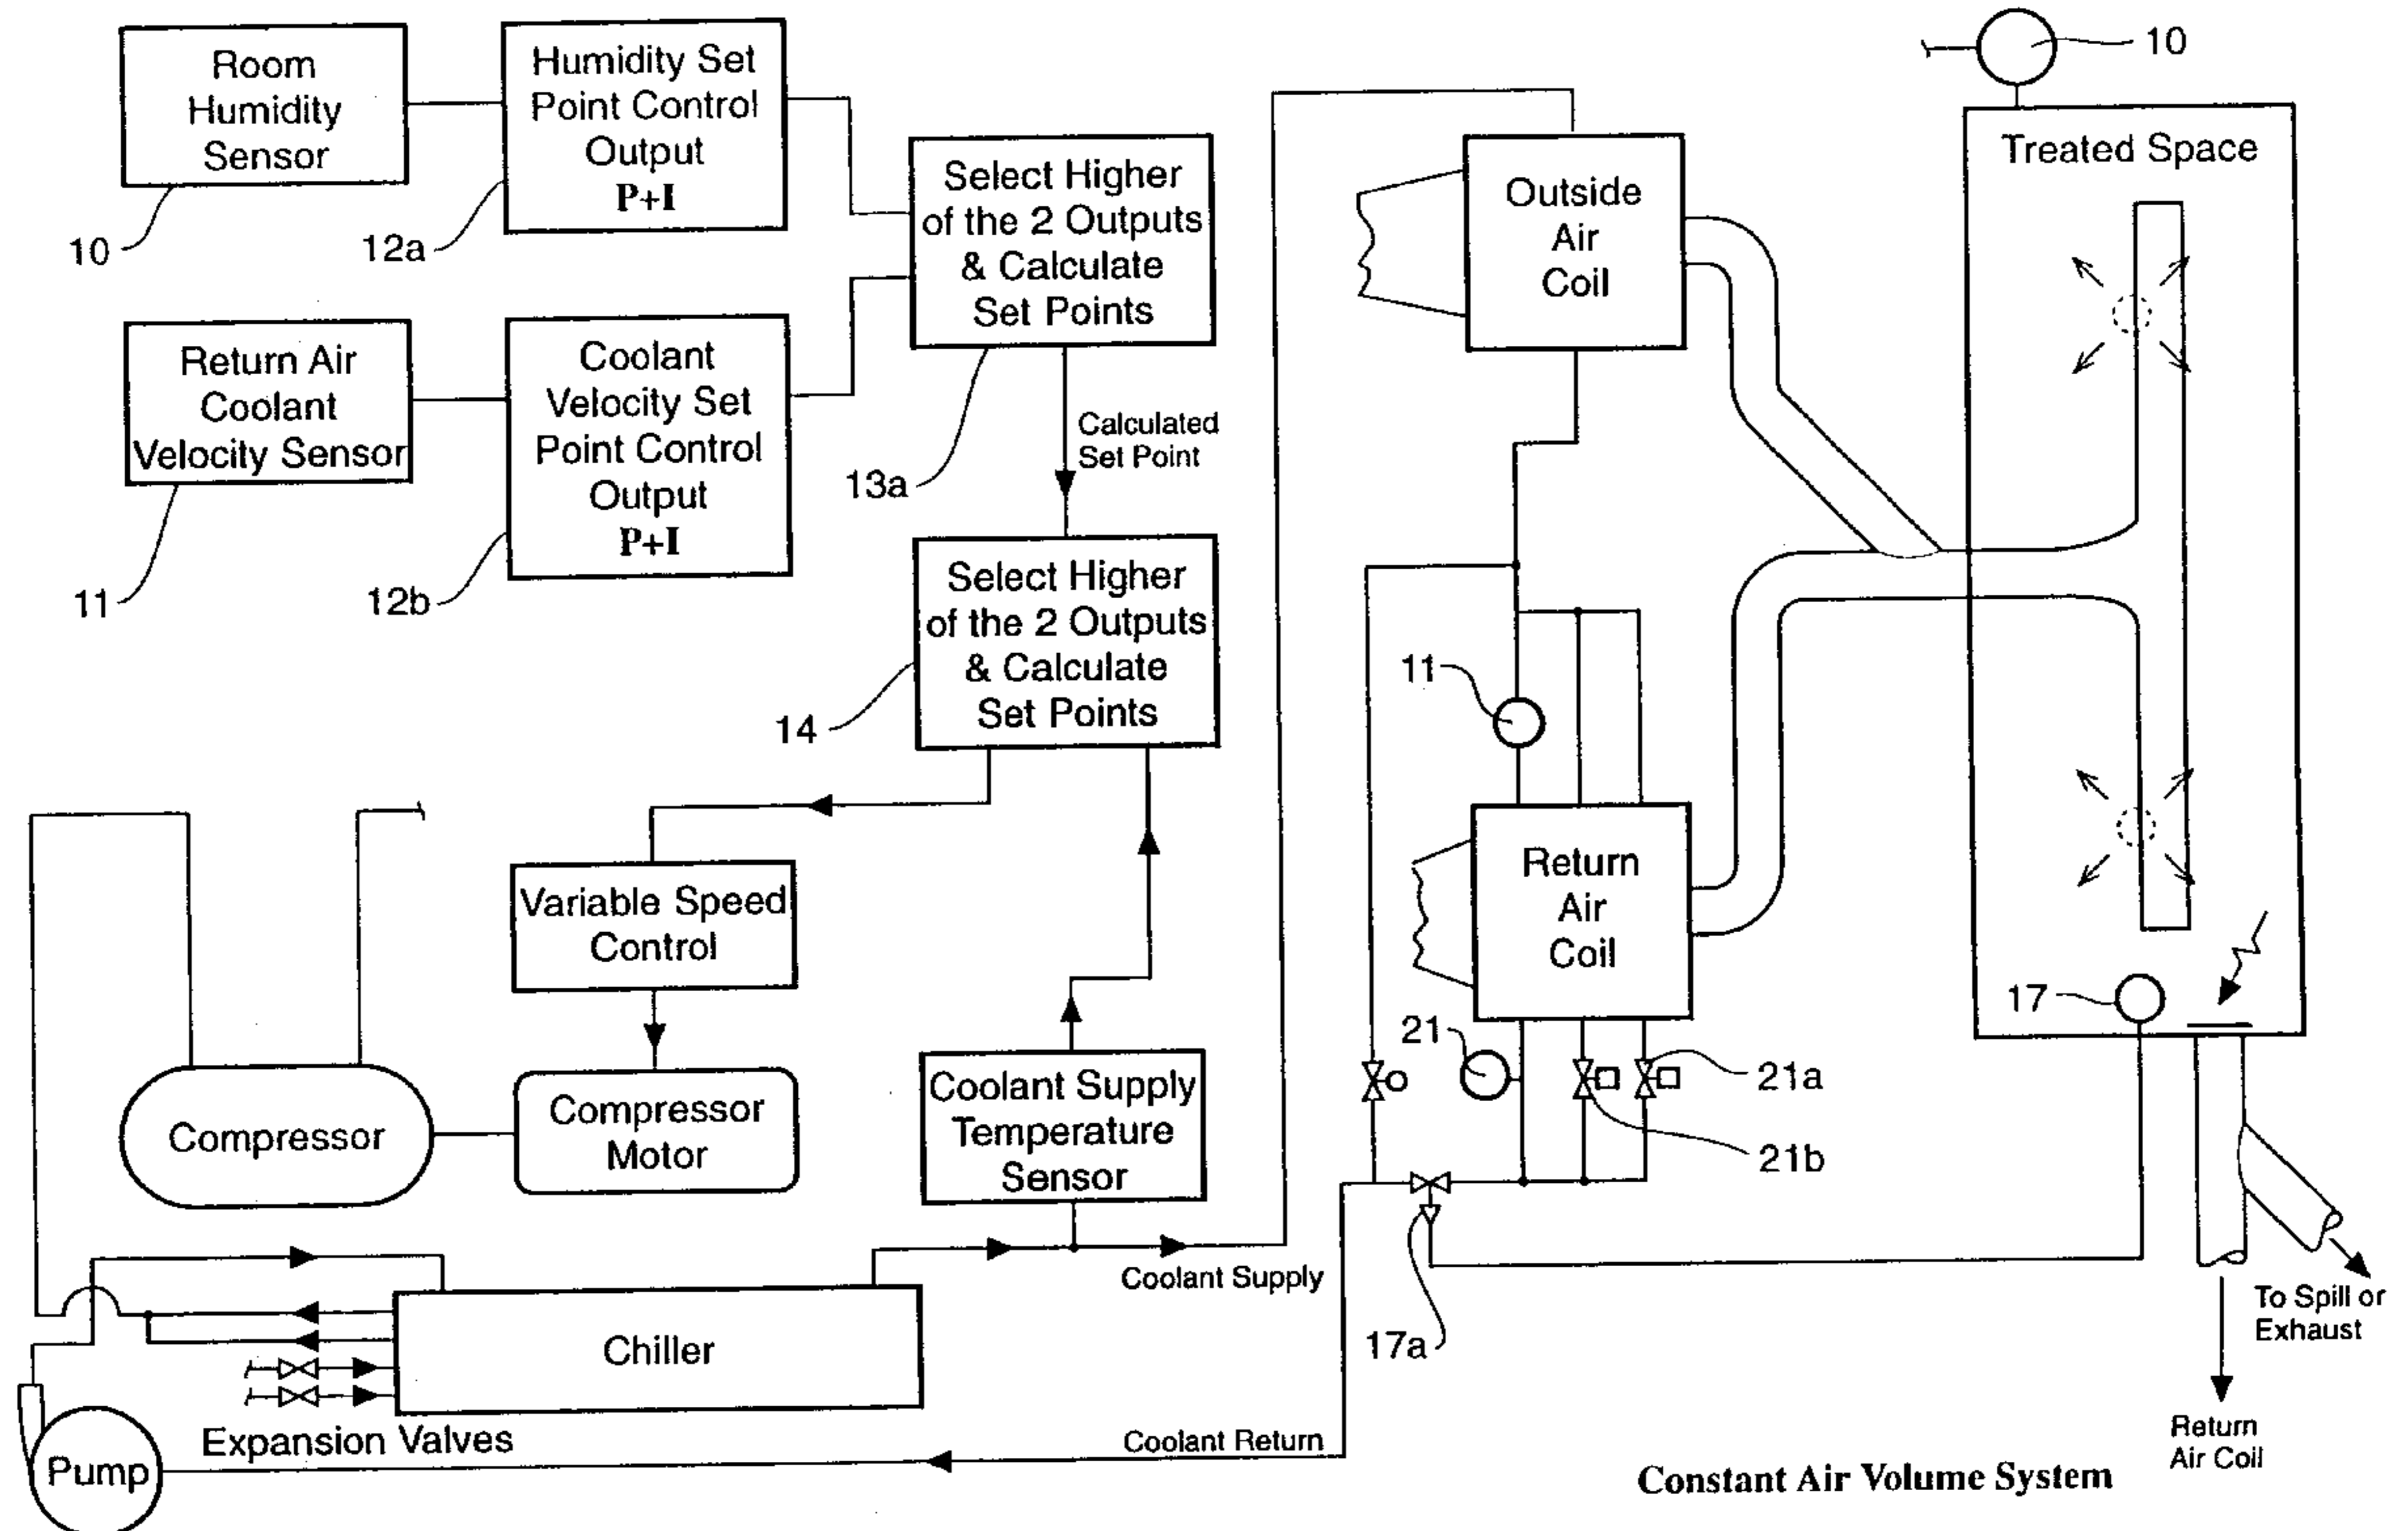 Room
Humidity
Sensor
10
Humidity Set
Point Control
Output
P+I
12a
Select Higher
of the 2 Outputs
& Calculate
Set Points
13a
Return Air
Coolant
Velocity Sensor
11
Coolant
Velocity Set
Point Control
Output
P+I
12b
Calculated
Set Point
Select Higher
of the 2 Outputs
& Calculate
Set Points
14
Variable Speed
Control
Compressor
Compressor
Motor
Coolant Supply
Temperature
Sensor
Coolant Supply
Chiller
Expansion Valves
Pump
Coolant Return
Outside
Air
Coil
10
Treated Space
11
Return
Air
Coil
17
21
21a
21b
17a
To Spill or
Exhaust
Return
Air Coil
Constant Air Volume System